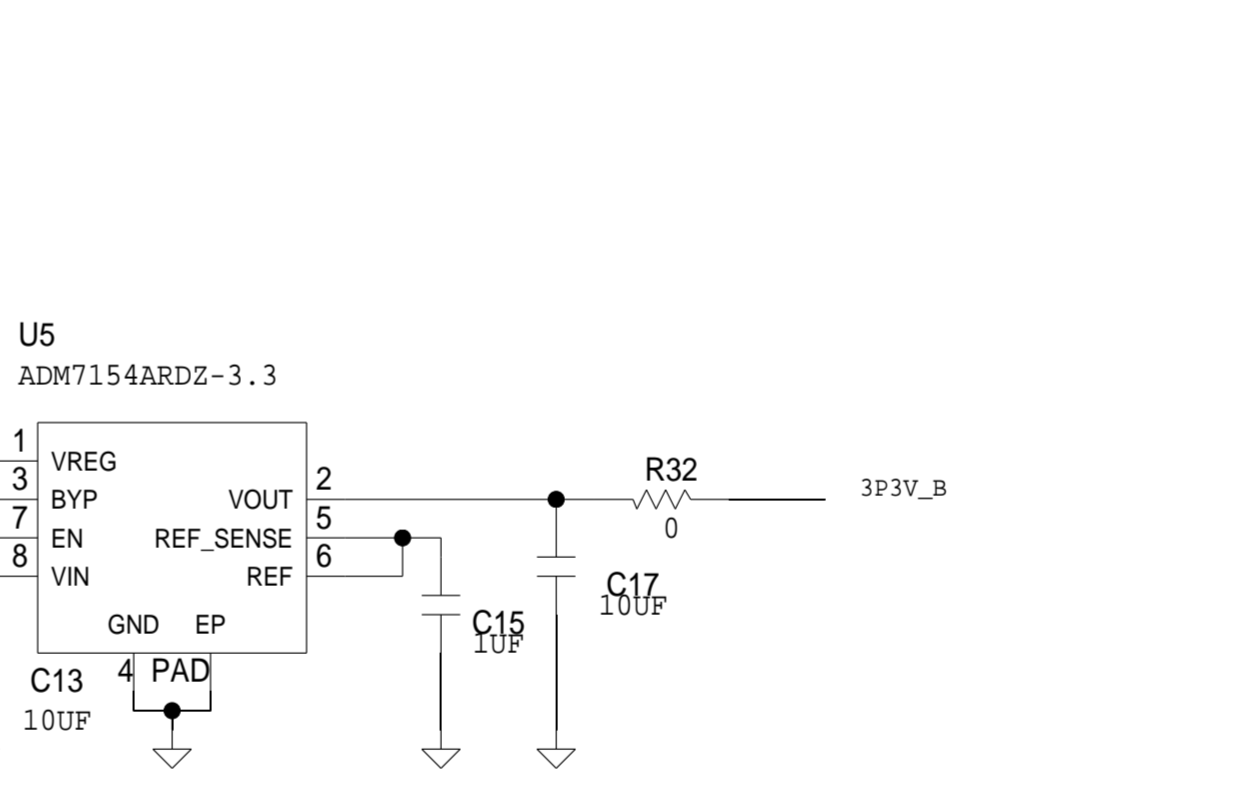 U5
ADM7154ARDZ-3.3
1
VREG
3
BYP
7
EN
8
VIN
VOUT
2
REF_SENSE
5
REF
6
GND
EP
4
PAD
C13
10UF
C15
1UF
C17
10UF
R32
0
3P3V_B